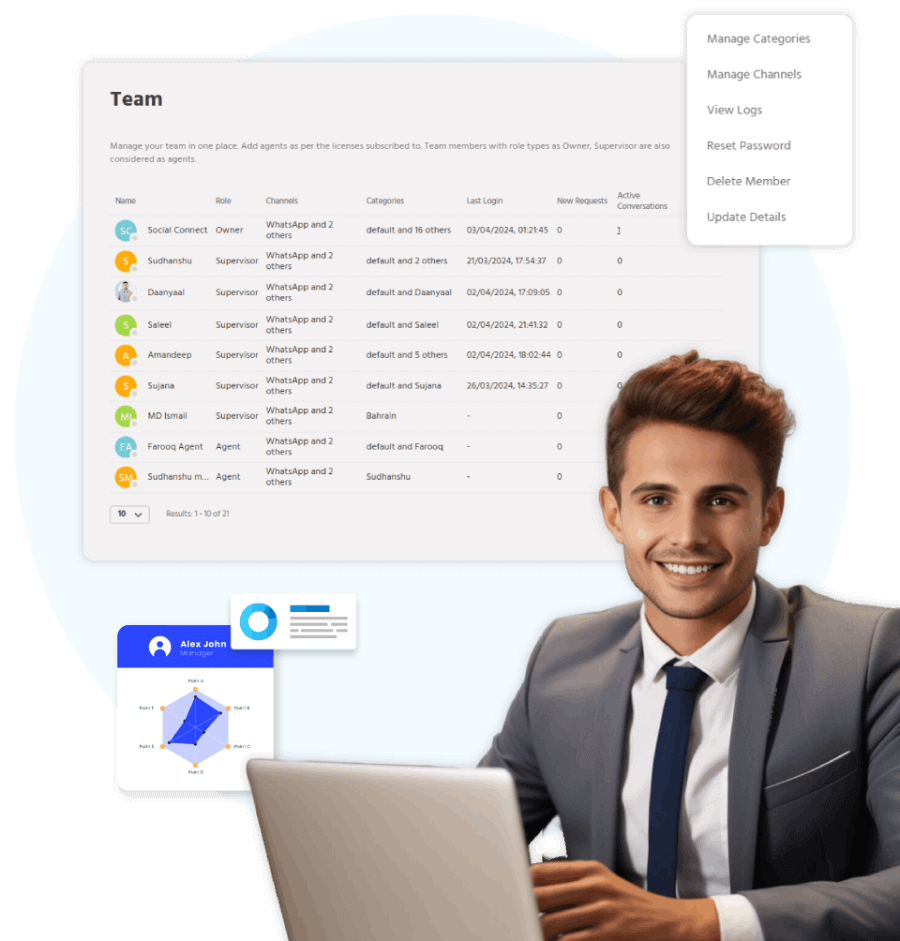 Manage Categories
Manage Channels
View Logs
Reset Password
Delete Member
Update Details
Team
Manage your team in one place. Add agents as per the licenses subscribed to. Team members with role types as Owner, Supervisor are also
considered as agents.
Name Role Channels Categories Last Login New Requests Active Conversations
SC Social Connect Owner WhatsApp and 2 others default and 16 others 03/04/2024, 01:21:45 0 1
S Sudhanshu Supervisor WhatsApp and 2 others default and 2 others 21/03/2024, 17:54:37 0 0
Daanyaal Supervisor WhatsApp and 2 others default and Daanyaal 02/04/2024, 17:09:05 0 0
S Saleel Supervisor WhatsApp and 2 others default and Saleel 02/04/2024, 21:41:32 0 0
A Amandeep Supervisor WhatsApp and 2 others default and 5 others 02/04/2024, 18:02:44 0 0
S Sujana Supervisor WhatsApp and 2 others default and Sujana 26/03/2024, 14:35:27 0 0
MI MD Ismail Supervisor WhatsApp and 2 others Bahrain - 0
FA Farooq Agent Agent WhatsApp and 2 others default and Farooq - 0
SM Sudhanshu m... Agent WhatsApp and 2 others Sudhanshu - 0
10 Results: 1 - 10 of 21
Alex John
Manager
Point A
Point F Point B
Point E Point C
Point D